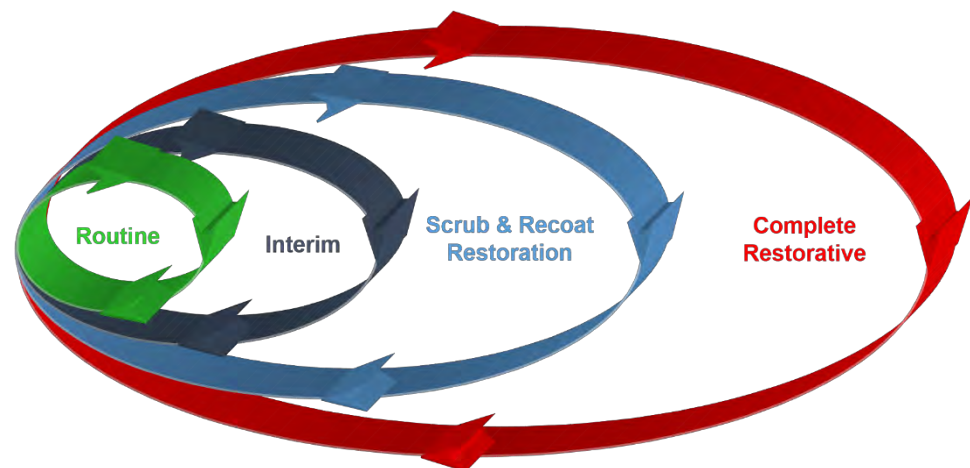 Routine
Interim
Scrub & Recoat
Restoration
Complete
Restorative